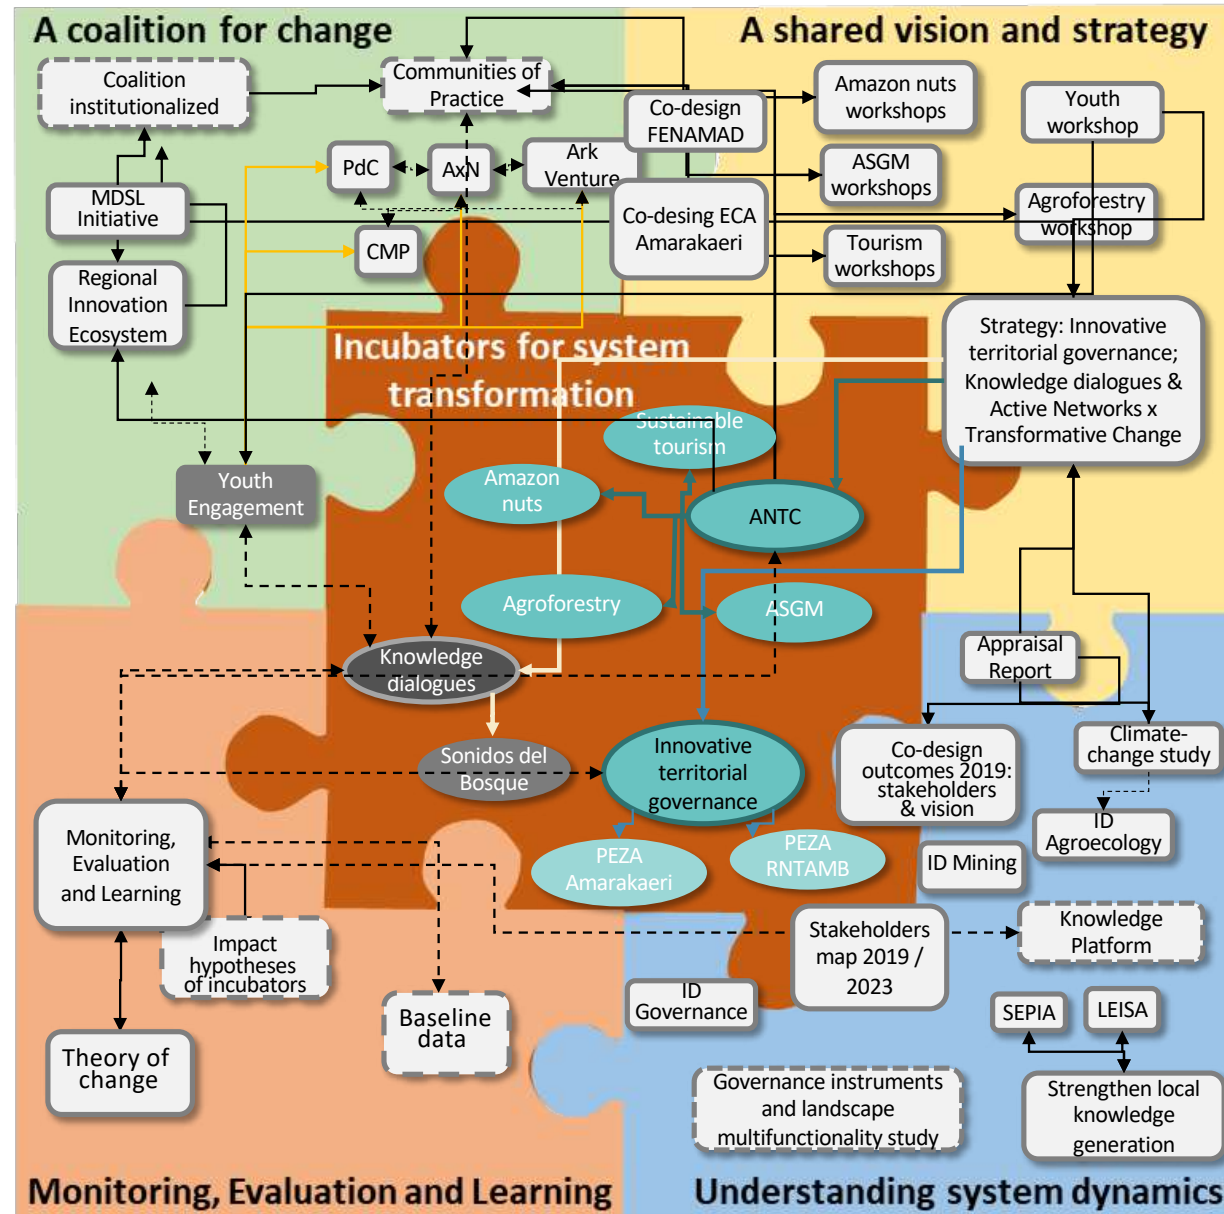 A coalition for change
A shared vision and strategy
Coalition
institutionalized
Communities of
Practice
Co-design
FENAMAD
Amazon nuts
workshops
Youth
workshop
PdC
AxN
Ark
Venture
ASGM
workshops
MDSL
Initiative
Co-desing ECA
Amarakaeri
Agroforestry
workshop
CMP
Tourism
workshops
Regional
Innovation
Ecosystem
Incubators for system
transformation
Strategy: Innovative
territorial governance;
Knowledge dialogues &
Active Networks x
Transformative Change
Sustainable
tourism
Youth
Engagement
Amazon
nuts
ANTC
Agroforestry
ASGM
Knowledge
dialogues
Appraisal
Report
Sonidos del
Bosque
Innovative
territorial
governance
Co-design
outcomes 2019:
stakeholders
& vision
Climate-
change study
ID
Agroecology
Monitoring,
Evaluation
and Learning
PEZA
Amarakaeri
PEZA
RNTAMB
ID Mining
Impact
hypotheses
of incubators
Stakeholders
map 2019 /
2023
Knowledge
Platform
ID
Governance
Baseline
data
SEPIA
LEISA
Theory of
change
Governance instruments
and landscape
multifunctionality study
Strengthen local
knowledge
generation
Monitoring, Evaluation and Learning
Understanding system dynamics